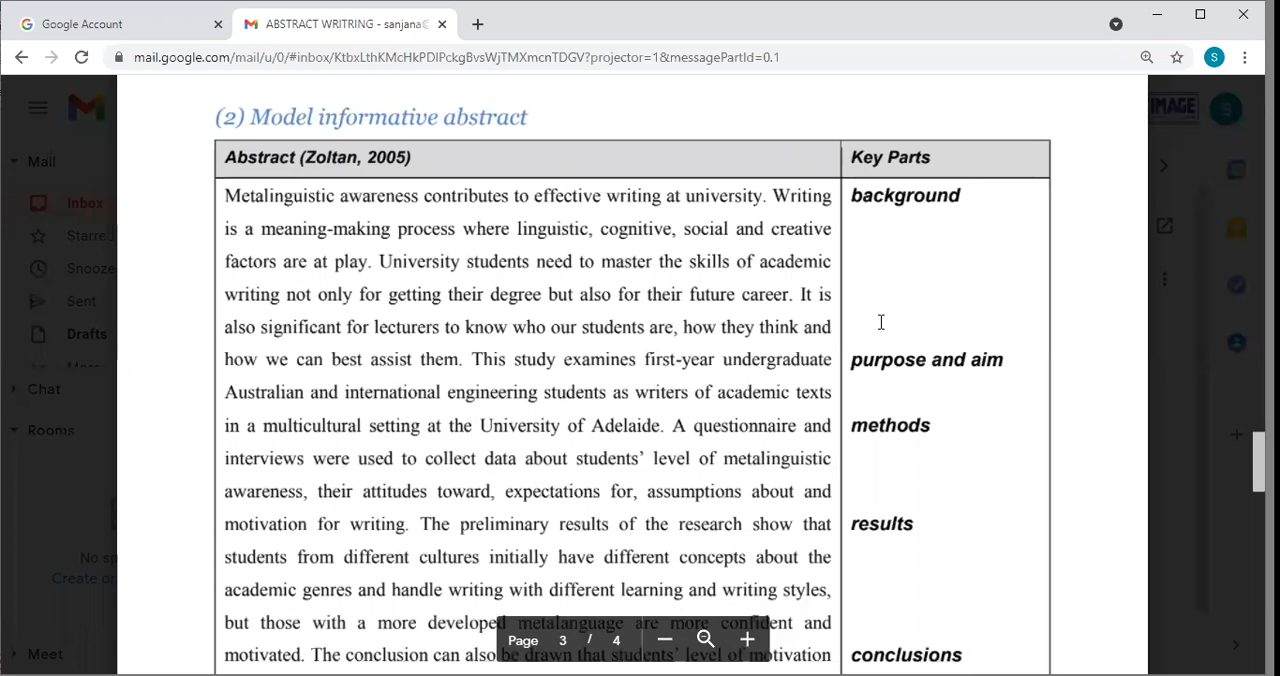 Google Account
ABSTRACT WRITRING - sanjana
mail.google.com/mail/u/0/#inbox/KtbxLthKMcHkPDlPckgBvsWjTMXmcnTDGV?projector=1&messagePartId=0.1
S
Mail
Inbox
Starred
Snooze
Sent
Drafts
More
Chat
Rooms
No sp
Create or
Meet
IMAGE
S
(2) Model informative abstract
Abstract (Zoltan, 2005) Key Parts
Metalinguistic awareness contributes to effective writing at university. Writing background
is a meaning-making process where linguistic, cognitive, social and creative
factors are at play. University students need to master the skills of academic
writing not only for getting their degree but also for their future career. It is
also significant for lecturers to know who our students are, how they think and
how we can best assist them. This study examines first-year undergraduate purpose and aim
Australian and international engineering students as writers of academic texts
in a multicultural setting at the University of Adelaide. A questionnaire and methods
interviews were used to collect data about students' level of metalinguistic
awareness, their attitudes toward, expectations for, assumptions about and
motivation for writing. The preliminary results of the research show that results
students from different cultures initially have different concepts about the
academic genres and handle writing with different learning and writing styles,
but those with a more developed metalanguage are more confident and
motivated. The conclusion can also be drawn that students' level of motivation conclusions
Page 3 / 4